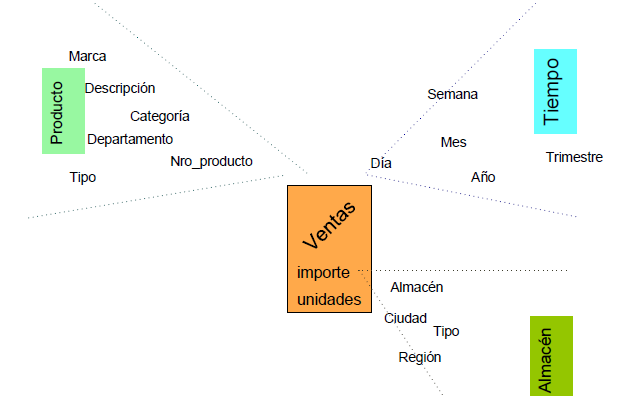 Marca
Producto
Descripción
Categoría
Departamento
Nro_producto
Tipo
Semana
Tiempo
Mes
Trimestre
Día
Año
Ventas
importe
unidades
Almacén
Ciudad
Tipo
Región
Almacén